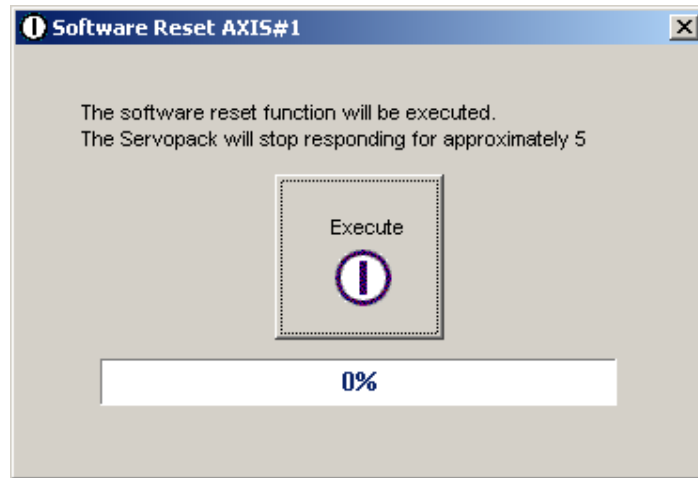 Software Reset AXIS#1
The software reset function will be executed.
The Servopack will stop responding for approximately 5
Execute
0%